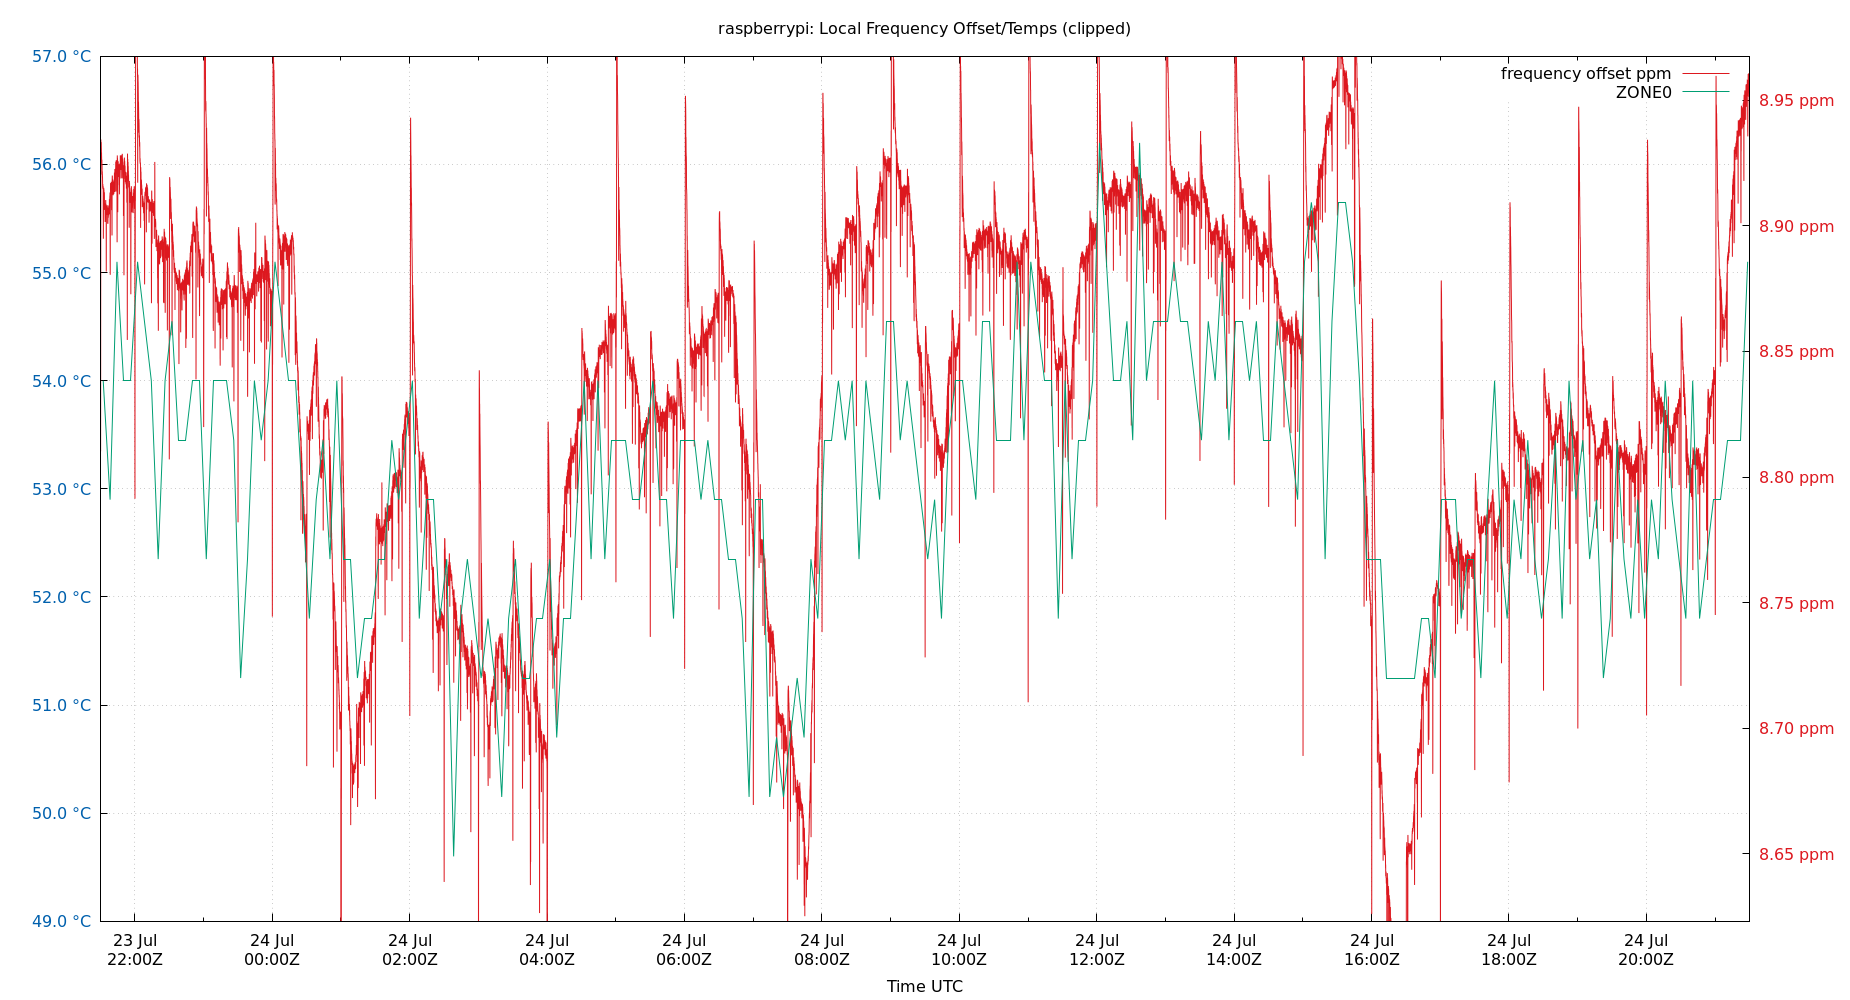 raspberrypi: Local Frequency Offset/Temps (clipped)
frequency offset ppm
ZONE0
57.0 °C
56.0 °C
55.0 °C
54.0 °C
53.0 °C
52.0 °C
51.0 °C
50.0 °C
49.0 °C
8.95 ppm
8.90 ppm
8.85 ppm
8.80 ppm
8.75 ppm
8.70 ppm
8.65 ppm
23 Jul 24 Jul 24 Jul 24 Jul 24 Jul 24 Jul 24 Jul 24 Jul 24 Jul 24 Jul 24 Jul 24 Jul
22:00Z 00:00Z 02:00Z 04:00Z 06:00Z 08:00Z 10:00Z 12:00Z 14:00Z 16:00Z 18:00Z 20:00Z
Time UTC